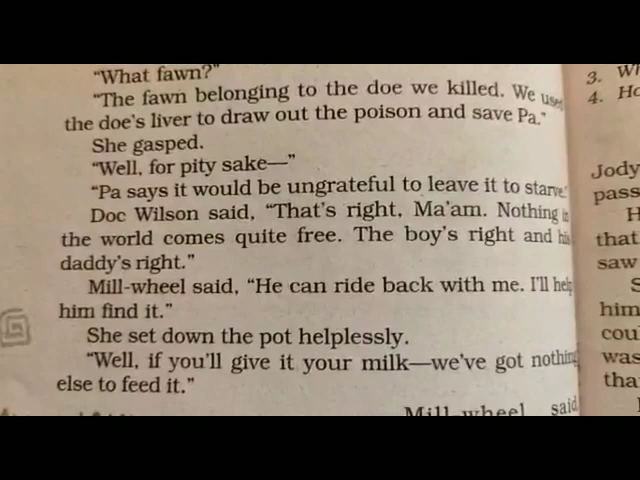 "What fawn?"
"The fawn belonging to the doe we killed. We used
the doe's liver to draw out the poison and save Pa."
She gasped.
"Well, for pity sake—"
"Pa says it would be ungrateful to leave it to starve."
Doc Wilson said, "That's right, Ma'am. Nothing in
the world comes quite free. The boy's right and his
daddy's right."
Mill-wheel said, "He can ride back with me. I'll help
him find it."
She set down the pot helplessly.
"Well, if you'll give it your milk—we've got nothing
else to feed it."
Mill-wheel said
3. Wh
4. Ho
Jody
pass
H
that
saw
S
him
cou
was
tha